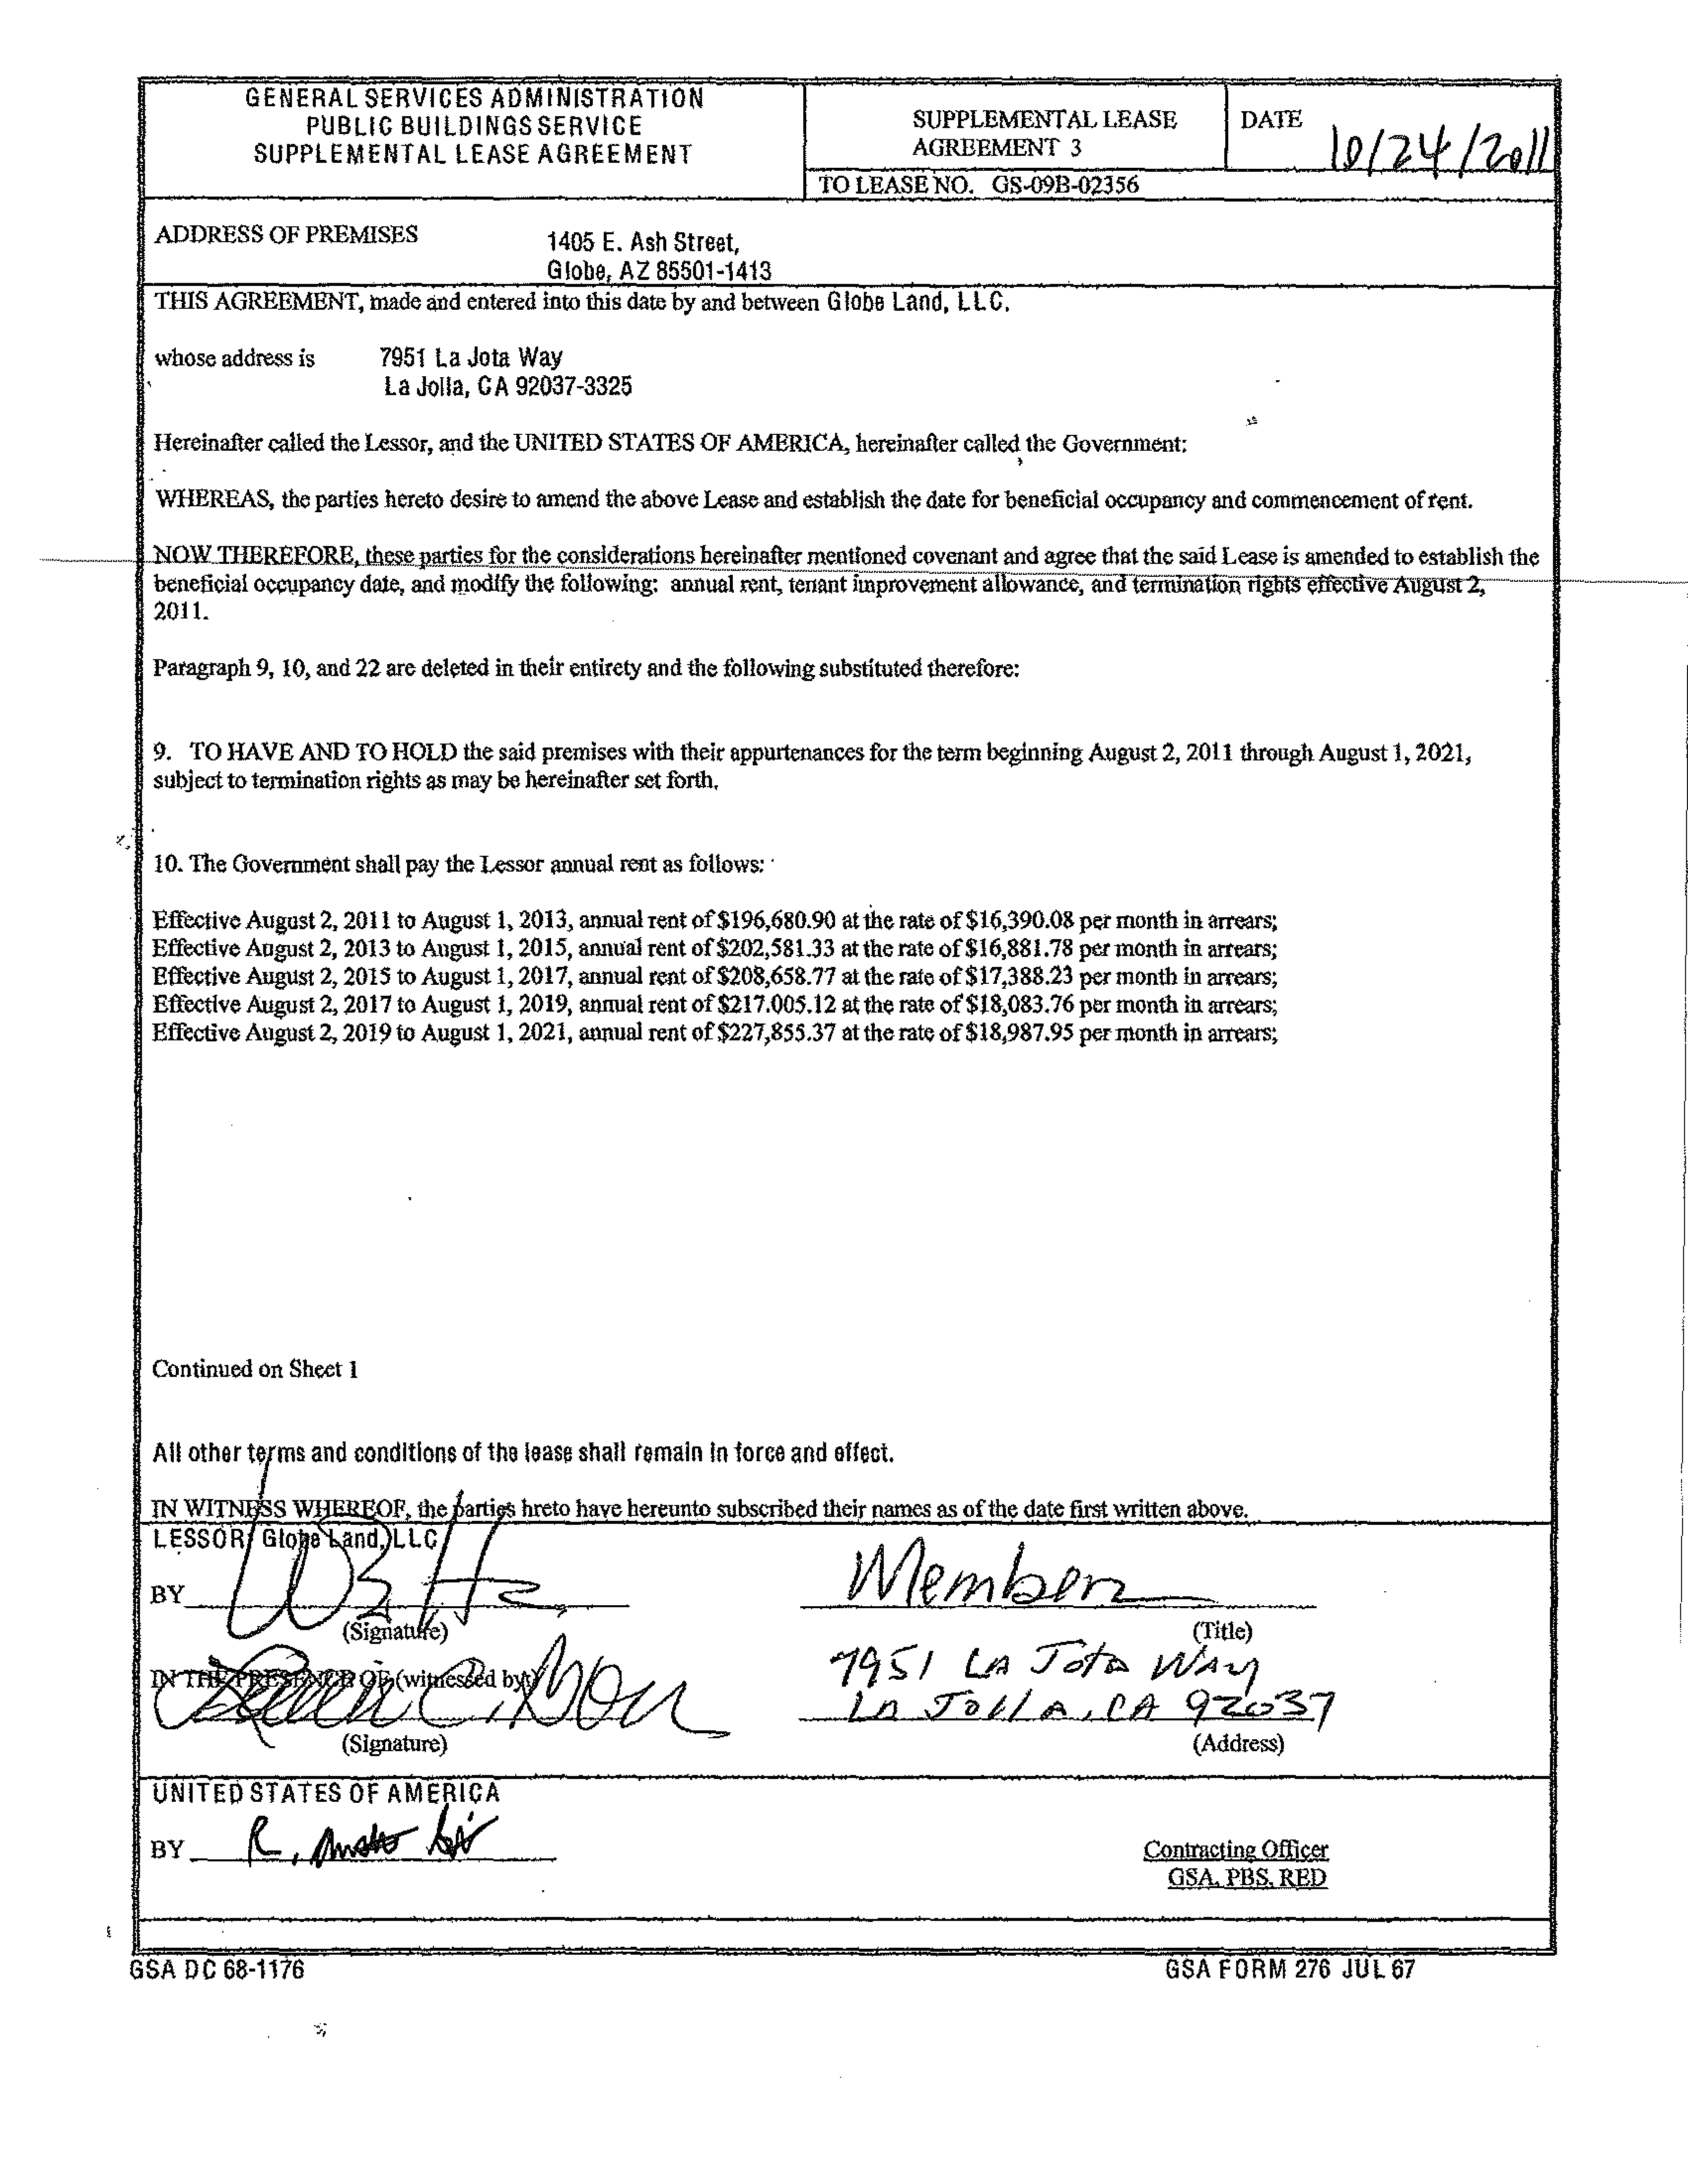 GENERAL SERVICES ADMINISTRATION
PUBLIC BUILDINGS SERVICE
SUPPLEMENTAL LEASE AGREEMENT
SUPPLEMENTAL LEASE
AGREEMENT 3
DATE
10/24/2011
TO LEASE NO. GS-09B-02356
ADDRESS OF PREMISES
1405 E. Ash Street,
Globe, AZ 85501-1413
THIS AGREEMENT, made and entered into this date by and between Globe Land, LLC.
whose address is 7951 La Jota Way
La Jolla, CA 92037-3325
Hereinafter called the Lessor, and the UNITED STATES OF AMERICA, hereinafter called the Government:
WHEREAS, the parties hereto desire to amend the above Lease and establish the date for beneficial occupancy and commencement of rent.
NOW THEREFORE, these parties for the considerations hereinafter mentioned covenant and agree that the said Lease is amended to establish the
beneficial occupancy date, and modify the following: annual rent, tenant improvement allowance, and termination rights effective August 2,
2011.
Paragraph 9, 10, and 22 are deleted in their entirety and the following substituted therefore:
9. TO HAVE AND TO HOLD the said premises with their appurtenances for the term beginning August 2, 2011 through August 1, 2021,
subject to termination rights as may be hereinafter set forth.
10. The Government shall pay the Lessor annual rent as follows:
Effective August 2, 2011 to August 1, 2013, annual rent of $196,680.90 at the rate of $16,390.08 per month in arrears;
Effective August 2, 2013 to August 1, 2015, annual rent of $202,581.33 at the rate of $16,881.78 per month in arrears;
Effective August 2, 2015 to August 1, 2017, annual rent of $208,658.77 at the rate of $17,388.23 per month in arrears;
Effective August 2, 2017 to August 1, 2019, annual rent of $217.005.12 at the rate of $18,083.76 per month in arrears;
Effective August 2, 2019 to August 1, 2021, annual rent of $227,855.37 at the rate of $18,987.95 per month in arrears;
Continued on Sheet 1
All other terms and conditions of the lease shall remain in force and effect.
IN WITNESS WHEREOF, the parties hreto have hereunto subscribed their names as of the date first written above.
LESSOR: Globe Land, LLC
BY
Member
(Signature)
(Title)
IN THE PRESENCE OF (witnessed by:)
7951 LA Jota Way
LA JOllA, CA 92037
(Signature)
(Address)
UNITED STATES OF AMERICA
BY
Contracting Officer
GSA, PBS, RED
GSA DC 68-1176
GSA FORM 276 JUL 67